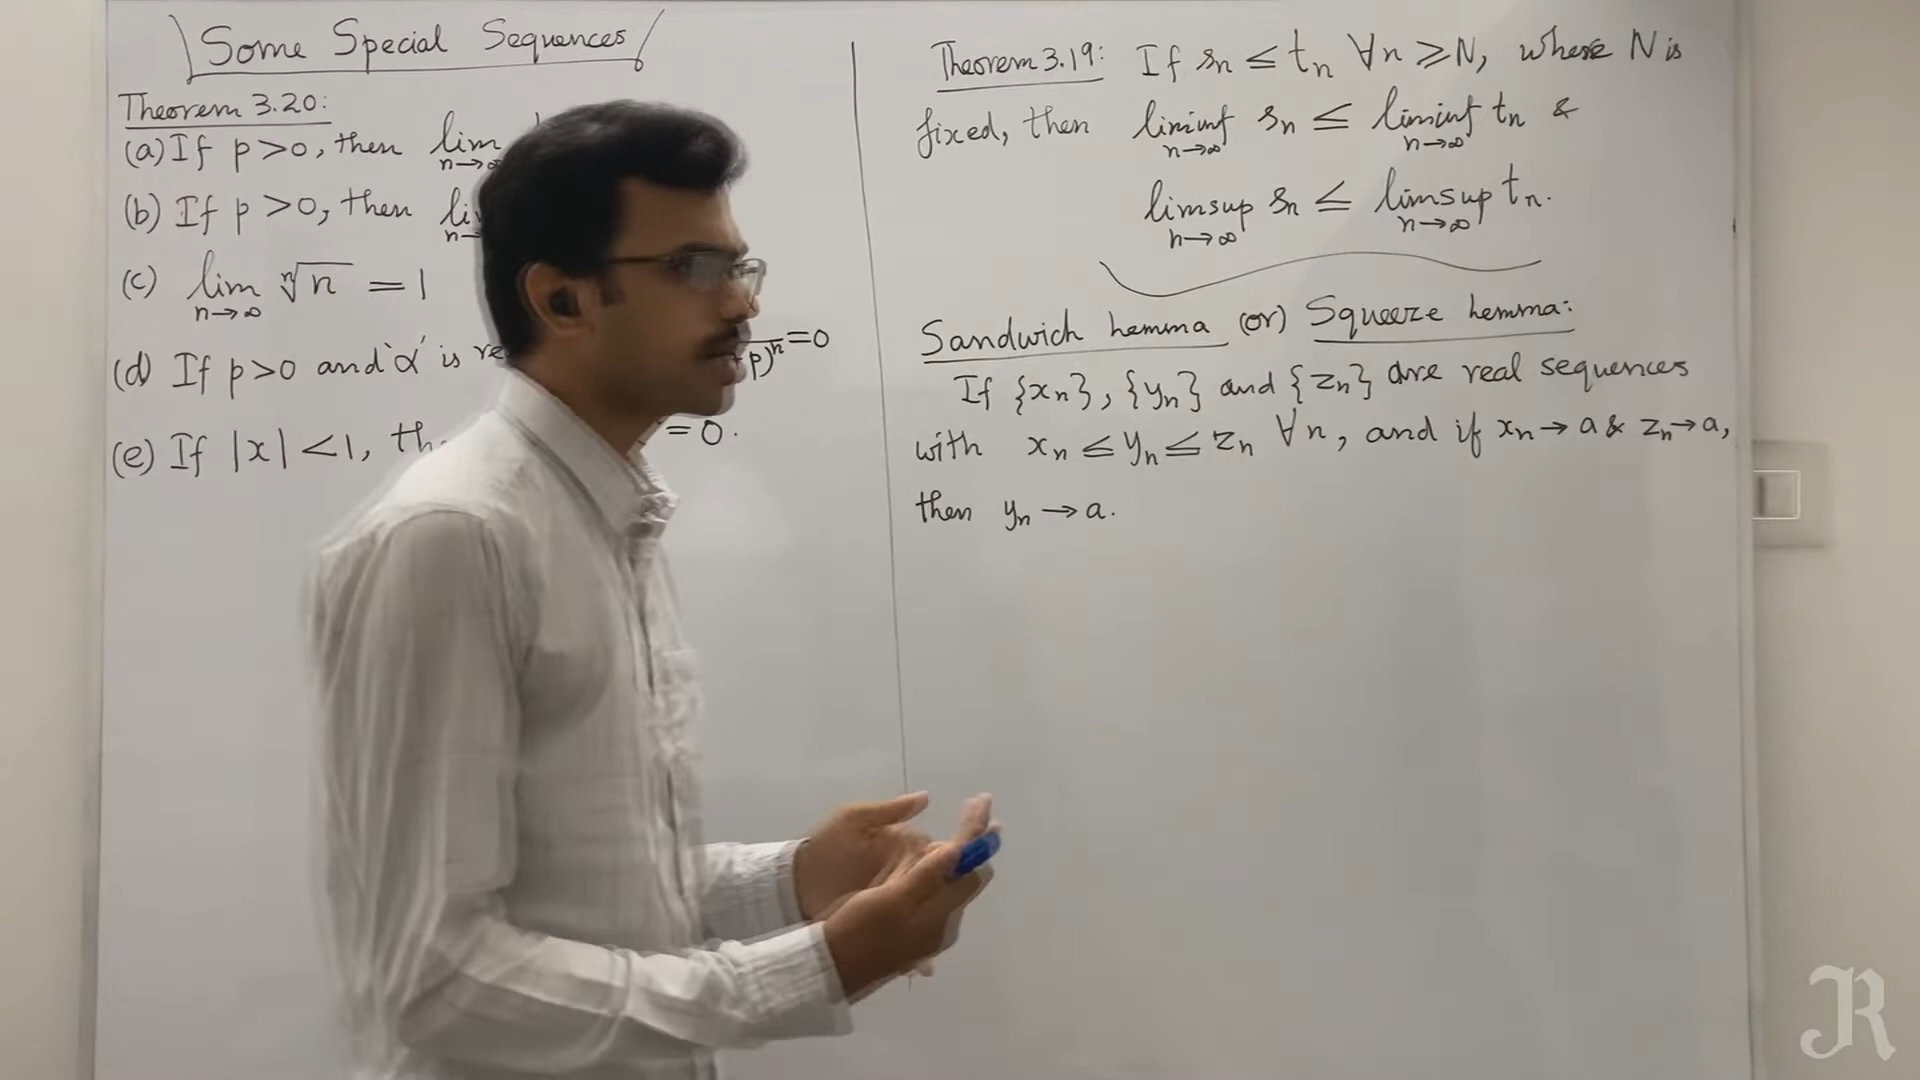 Some Special Sequences
Theorem 3.20:
(a) If p>0, then lim n→∞
(b) If p>0, then
(c) lim n→∞ ⁿ√n = 1
(d) If p>0 and 'α' is p)ⁿ =0
(e) If |x| <1, = 0.
Theorem 3.19: If sₙ ≤ tₙ ∀n ≥ N, where N is
fixed, then liminf n→∞ sₙ ≤ liminf n→∞ tₙ &
limsup n→∞ sₙ ≤ limsup n→∞ tₙ.
Sandwich Lemma (or) Squeeze Lemma:
If {xₙ}, {yₙ} and {zₙ} are real sequences
with xₙ ≤ yₙ ≤ zₙ ∀n, and if xₙ → a & zₙ → a,
then yₙ → a.
R